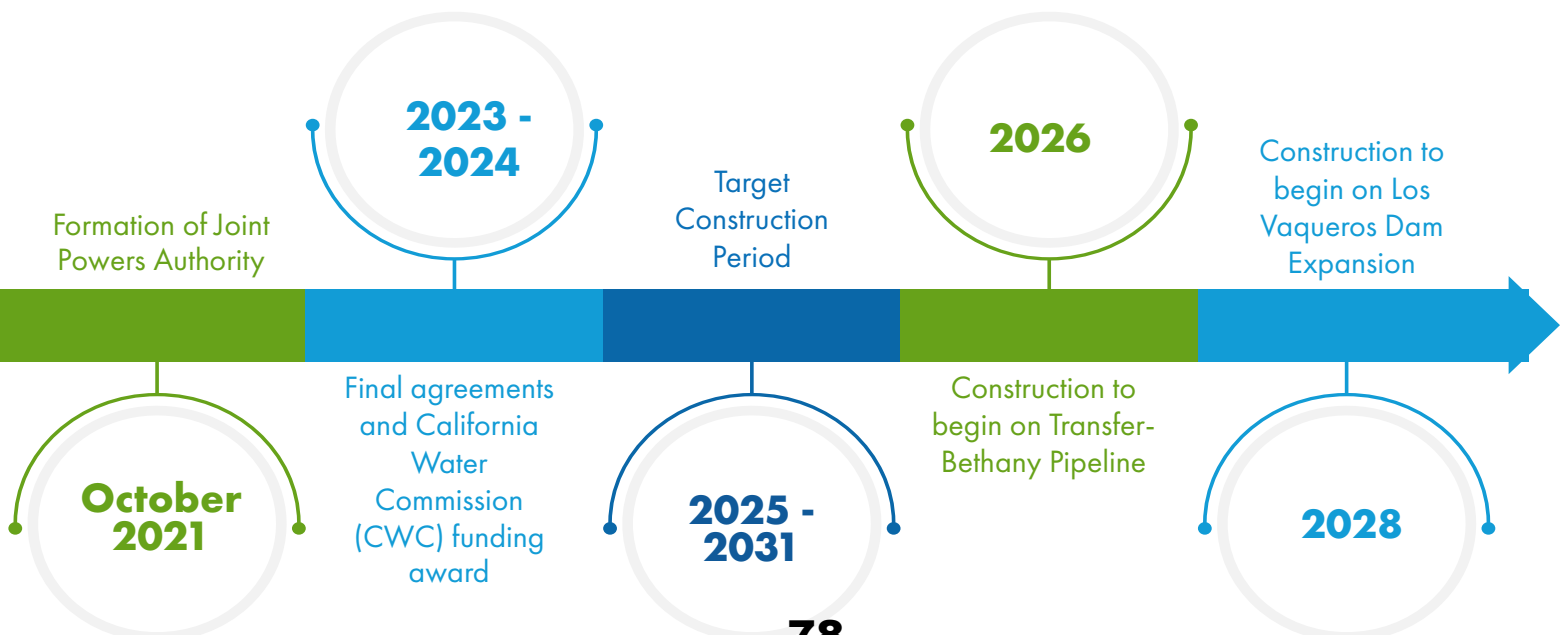 Formation of Joint
Powers Authority
October
2021
2023 -
2024
Final agreements
and California
Water
Commission
(CWC) funding
award
Target
Construction
Period
2025 -
2031
2026
Construction to
begin on Transfer-
Bethany Pipeline
Construction to
begin on Los
Vaqueros Dam
Expansion
2028
78